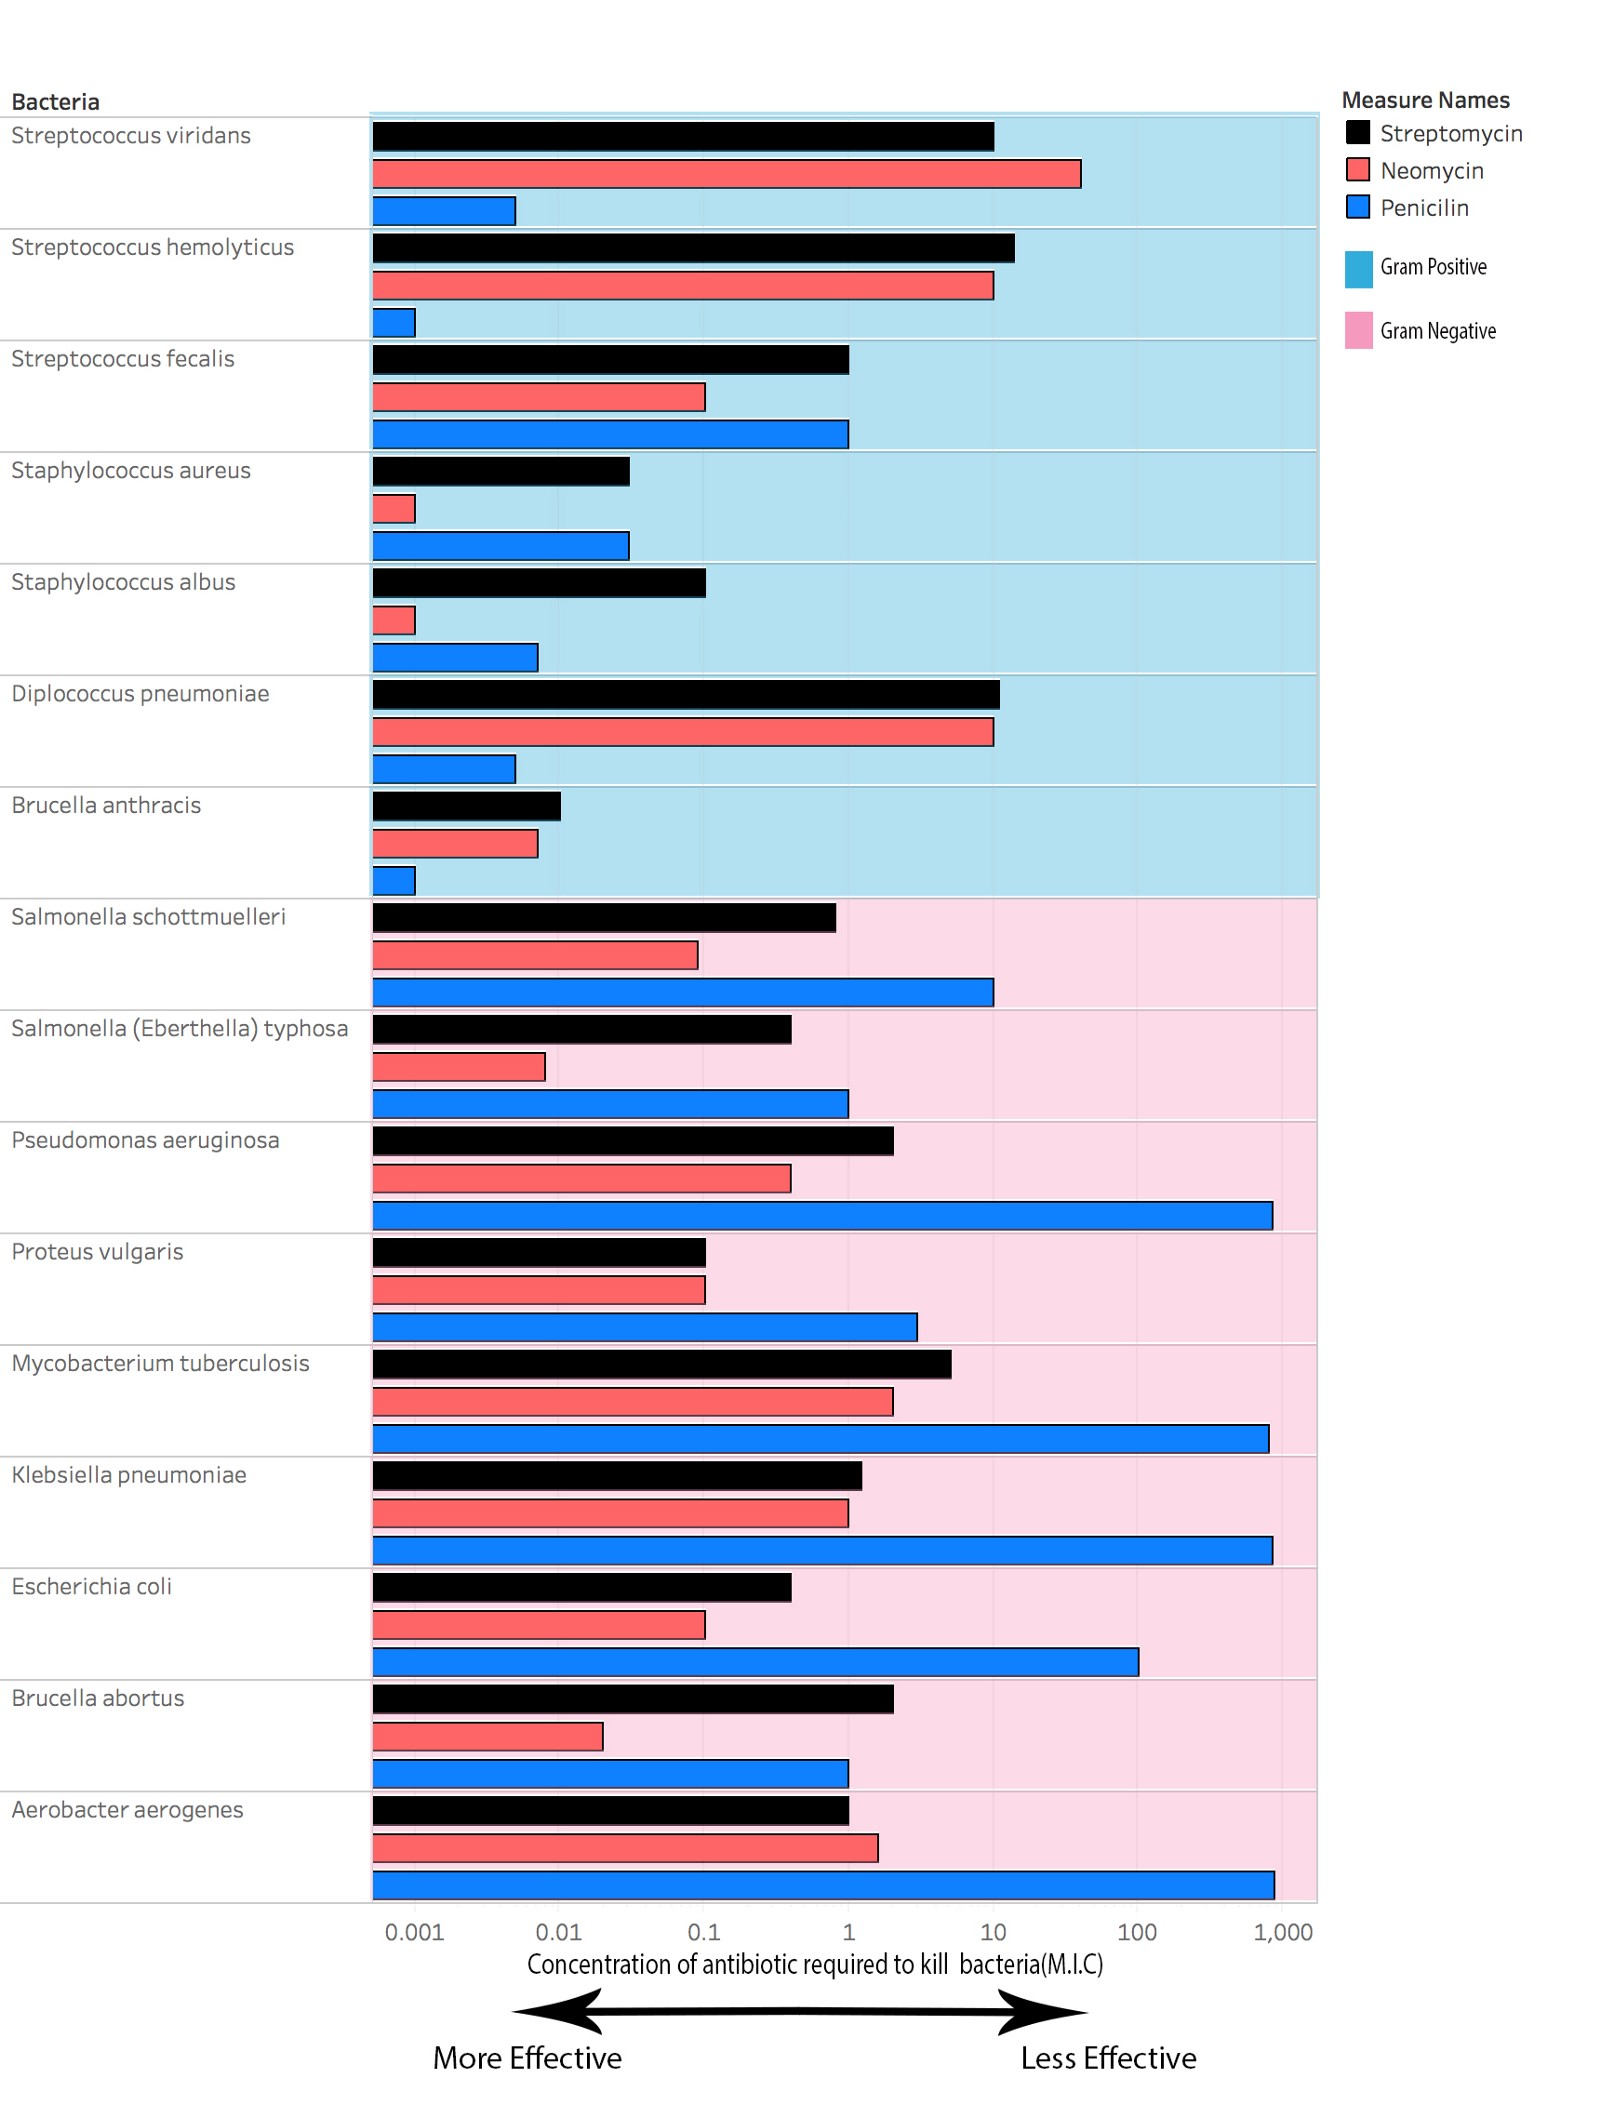 Bacteria
Measure Names
Streptococcus viridans
Streptomycin
Neomycin
Penicilin
Streptococcus hemolyticus
Gram Positive
Gram Negative
Streptococcus fecalis
Staphylococcus aureus
Staphylococcus albus
Diplococcus pneumoniae
Brucella anthracis
Salmonella schottmuelleri
Salmonella (Eberthella) typhosa
Pseudomonas aeruginosa
Proteus vulgaris
Mycobacterium tuberculosis
Klebsiella pneumoniae
Escherichia coli
Brucella abortus
Aerobacter aerogenes
0.001 0.01 0.1 1 10 100 1,000
Concentration of antibiotic required to kill bacteria(M.I.C)
More Effective Less Effective